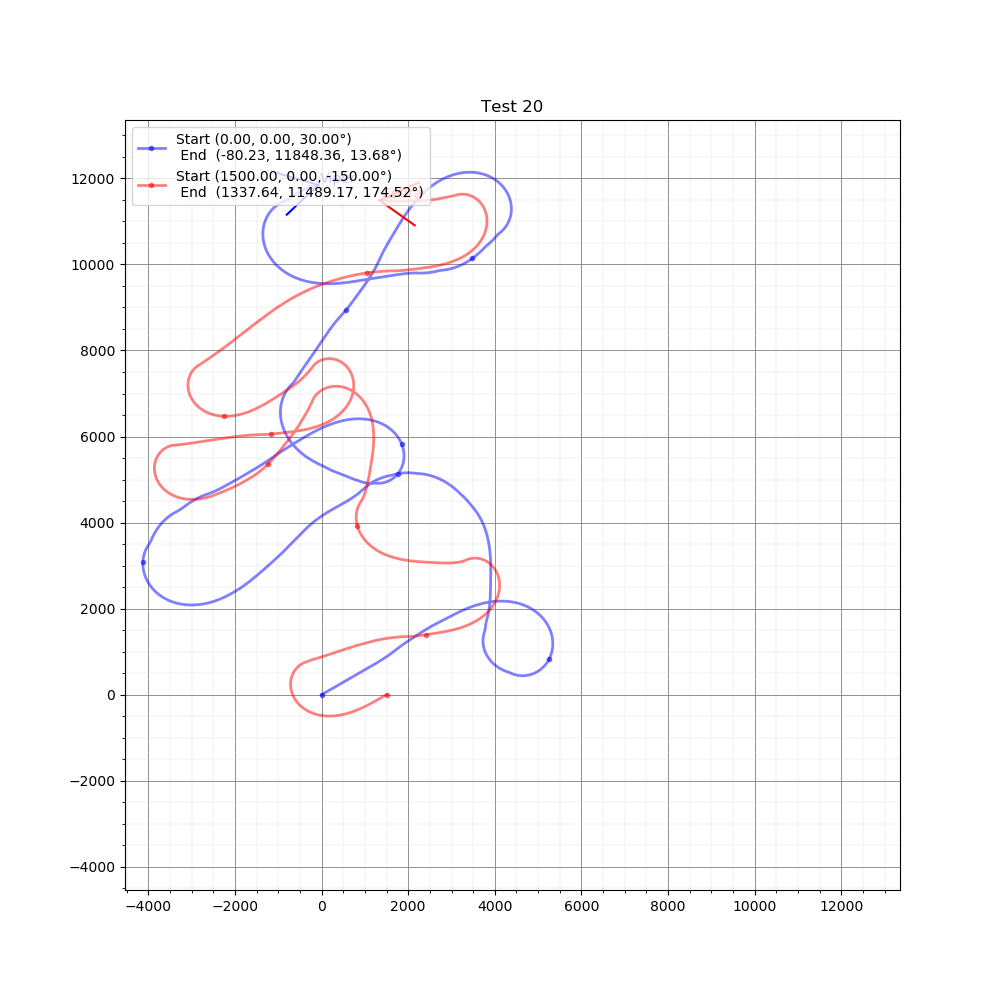 Test 20
Start (0.00, 0.00, 30.00°)
End (-80.23, 11848.36, 13.68°)
Start (1500.00, 0.00, -150.00°)
End (1337.64, 11489.17, 174.52°)
12000
10000
8000
6000
4000
2000
0
−2000
−4000
−4000 −2000 0 2000 4000 6000 8000 10000 12000